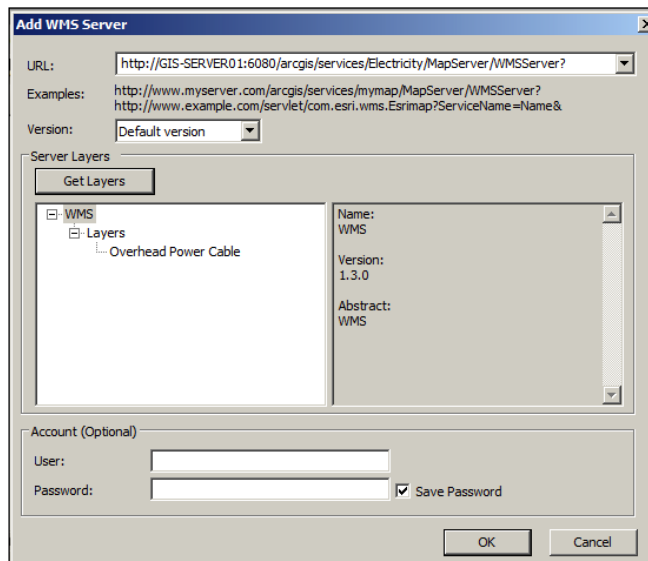 Add WMS Server
URL: http://GIS-SERVER01:6080/arcgis/services/Electricity/MapServer/WMSServer?
Examples: http://www.myserver.com/arcgis/services/mymap/MapServer/WMSServer?
http://www.example.com/servlet/com.esri.wms.Esrimap?ServiceName=Name&
Version: Default version
Server Layers
Get Layers
WMS
Layers
Overhead Power Cable
Name:
WMS
Version:
1.3.0
Abstract:
WMS
Account (Optional)
User:
Password: Save Password
OK Cancel